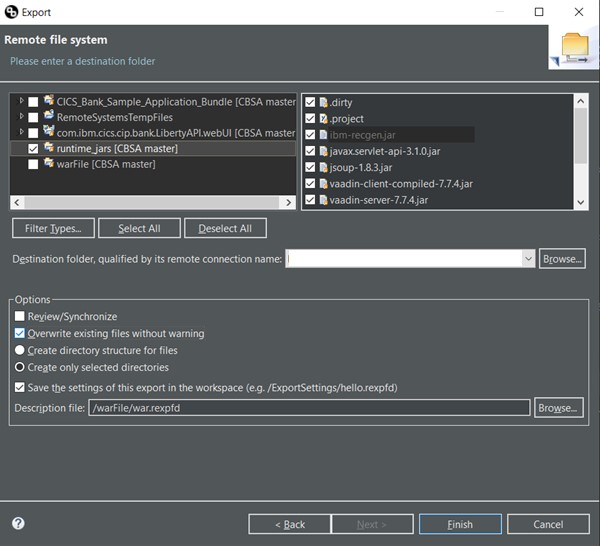 Export
Remote file system
Please enter a destination folder
CICS_Bank_Sample_Application_Bundle [CBSA master
RemoteSystemsTempFiles
com.ibm.cics.cip.bank.LibertyAPI.webUI [CBSA master
runtime_jars [CBSA master]
warFile [CBSA master]
.dirty
.project
ibm-recgen.jar
javax.servlet-api-3.1.0.jar
jsoup-1.8.3.jar
vaadin-client-compiled-7.7.4.jar
vaadin-server-7.7.4.jar
Filter Types... Select All Deselect All
Destination folder, qualified by its remote connection name: Browse...
Options
Review/Synchronize
Overwrite existing files without warning
Create directory structure for files
Create only selected directories
Save the settings of this export in the workspace (e.g. /ExportSettings/hello.rexpfd)
Description file: /warFile/war.rexpfd Browse...
? < Back Next > Finish Cancel